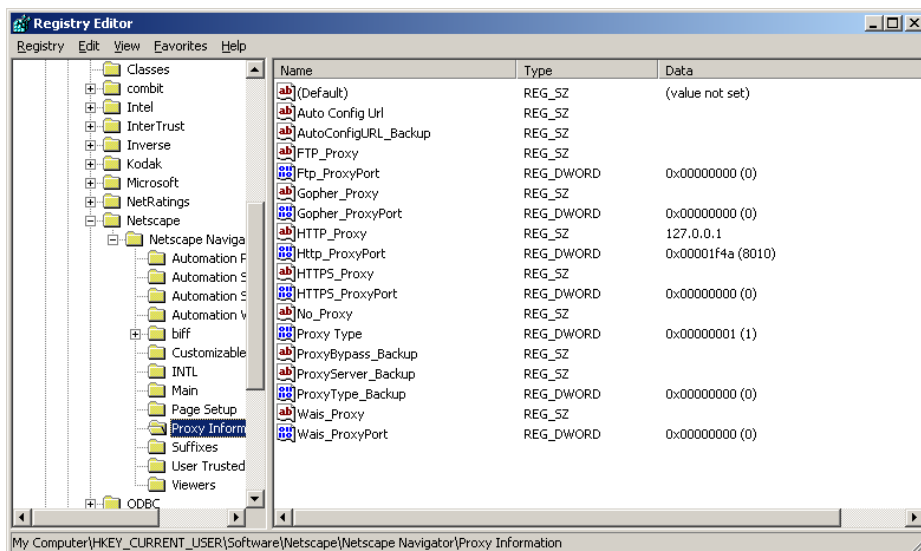 Registry Editor
Registry Edit View Favorites Help
Classes
combit
Intel
InterTrust
Inverse
Kodak
Microsoft
NetRatings
Netscape
Netscape Naviga
Automation P
Automation S
Automation S
Automation V
biff
Customizable
INTL
Main
Page Setup
Proxy Inform
Suffixes
User Trusted
Viewers
ODBC
Name Type Data
(Default) REG_SZ (value not set)
Auto Config Url REG_SZ
AutoConfigURL_Backup REG_SZ
FTP_Proxy REG_SZ
Ftp_ProxyPort REG_DWORD 0x00000000 (0)
Gopher_Proxy REG_SZ
Gopher_ProxyPort REG_DWORD 0x00000000 (0)
HTTP_Proxy REG_SZ 127.0.0.1
Http_ProxyPort REG_DWORD 0x00001f4a (8010)
HTTPS_Proxy REG_SZ
HTTPS_ProxyPort REG_DWORD 0x00000000 (0)
No_Proxy REG_SZ
Proxy Type REG_DWORD 0x00000001 (1)
ProxyBypass_Backup REG_SZ
ProxyServer_Backup REG_SZ
ProxyType_Backup REG_DWORD 0x00000000 (0)
Wais_Proxy REG_SZ
Wais_ProxyPort REG_DWORD 0x00000000 (0)
My Computer\HKEY_CURRENT_USER\Software\Netscape\Netscape Navigator\Proxy Information